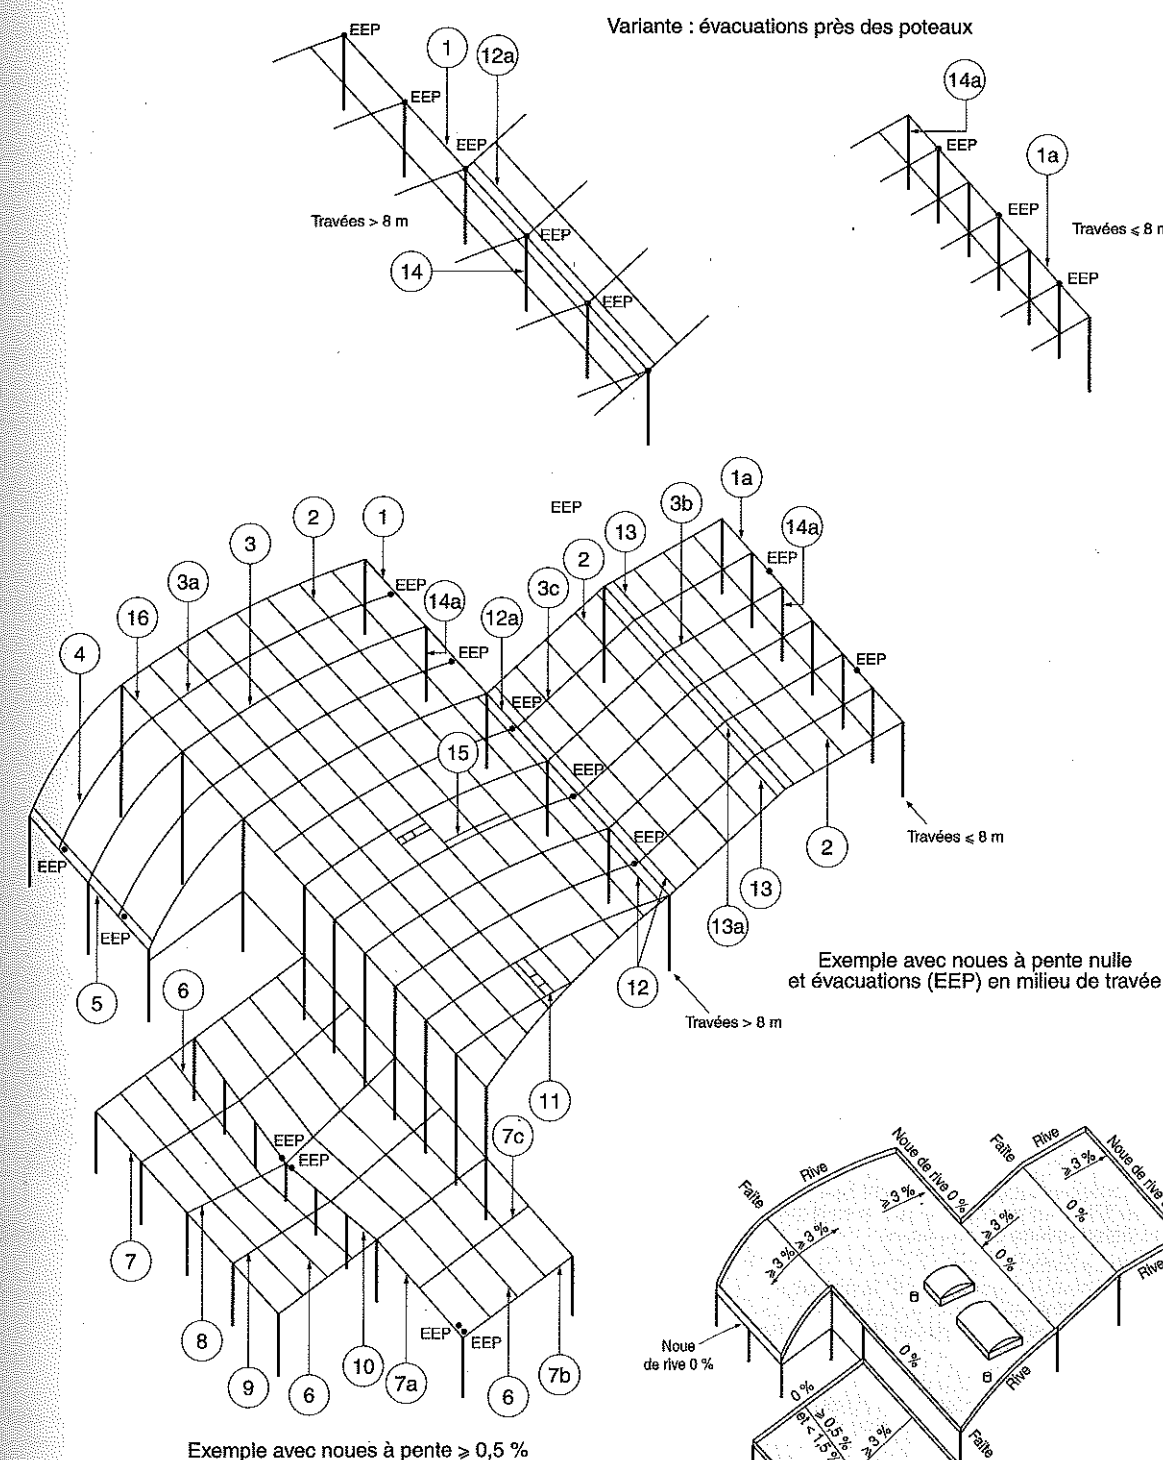 Variante : évacuations près des poteaux
EEP
1
12a
EEP
14a
EEP
EEP
1a
Travées > 8 m
EEP
EEP
Travées ⩽ 8 m
14
EEP
EEP
1a
EEP
3b
2
1
13
14a
3
2
EEP
3a
EEP
3c
14a
12a
16
4
EEP
EEP
EEP
15
EEP
EEP
EEP
Travées ⩽ 8 m
2
13
EEP
13a
5
6
12
Exemple avec noues à pente nulle
et évacuations (EEP) en milieu de travée
Travées > 8 m
11
7c
EEP
EEP
7
8
9
6
10
7a
EEP
EEP
6
7b
Exemple avec noues à pente ⩾ 0,5 %
Rive
Noue de rive 0 %
Faîte
Rive
Noue de rive
Faîte
⩾ 3 %
⩾ 3 %
0 %
⩾ 3 %
⩾ 3 %
⩾ 3 %
0 %
Rive
Noue
de rive 0 %
0 %
Rive
0 %
⩾ 0,5 %
et < 1,5 %
⩾ 3 %
Faîte